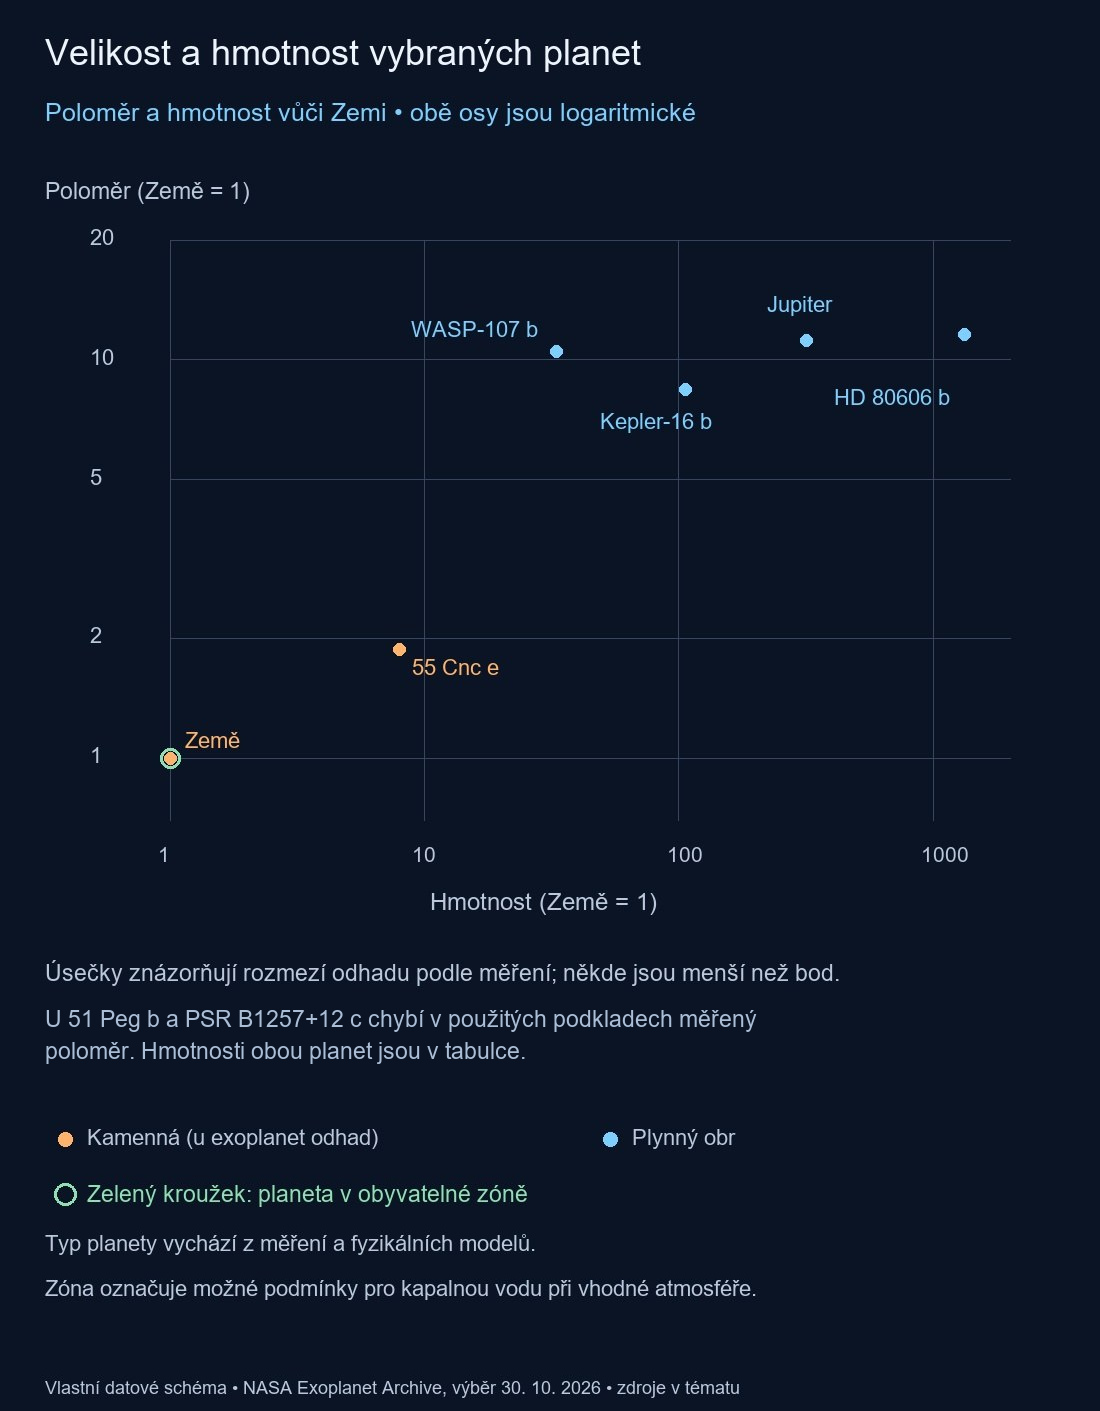 Velikost a hmotnost vybraných planet
Poloměr a hmotnost vůči Zemi • obě osy jsou logaritmické
Poloměr (Země = 1)
20
Jupiter
WASP-107 b
10
HD 80606 b
Kepler-16 b
5
2
55 Cnc e
Země
1
1 10 100 1000
Hmotnost (Země = 1)
Úsečky znázorňují rozmezí odhadu podle měření; někde jsou menší než bod.
U 51 Peg b a PSR B1257+12 c chybí v použitých podkladech měřený
poloměr. Hmotnosti obou planet jsou v tabulce.
Kamenná (u exoplanet odhad)
Plynný obr
Zelený kroužek: planeta v obyvatelné zóně
Typ planety vychází z měření a fyzikálních modelů.
Zóna označuje možné podmínky pro kapalnou vodu při vhodné atmosféře.
Vlastní datové schéma • NASA Exoplanet Archive, výběr 30. 10. 2026 • zdroje v tématu